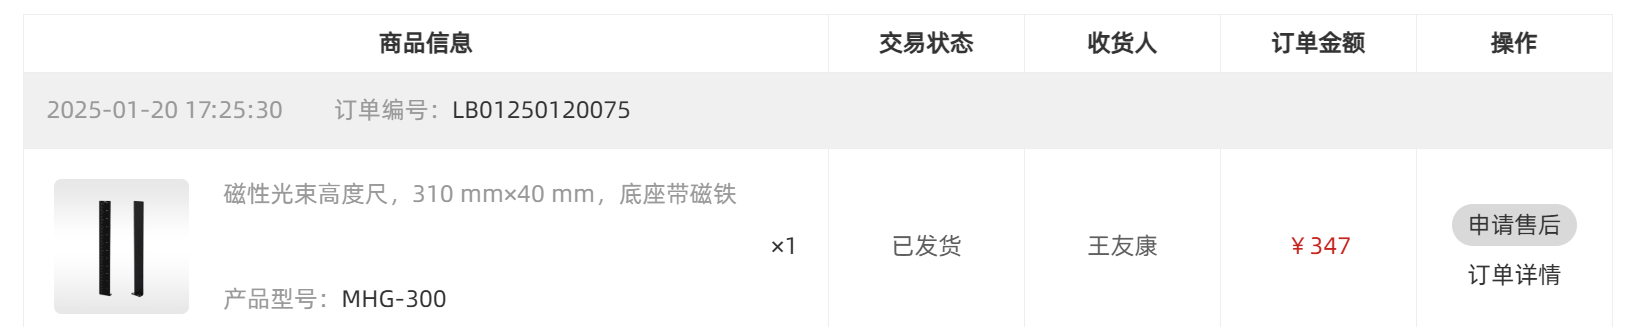 商品信息 交易状态 收货人 订单金额 操作
2025-01-20 17:25:30 订单编号：LB01250120075
磁性光束高度尺，310 mm×40 mm，底座带磁铁
申请售后
×1 已发货 王友康 ￥347
订单详情
产品型号：MHG-300